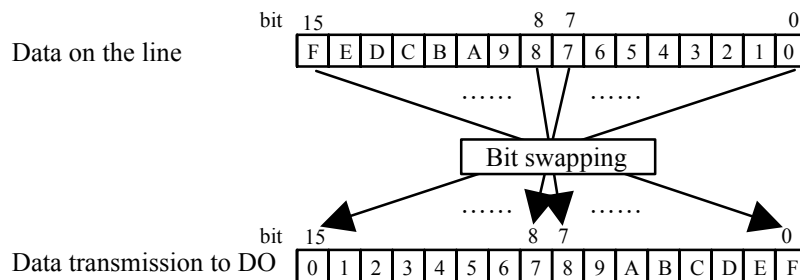 bit 15 8 7 0
Data on the line F E D C B A 9 8 7 6 5 4 3 2 1 0
…… ……
Bit swapping
…… ……
bit 15 8 7 0
Data transmission to DO 0 1 2 3 4 5 6 7 8 9 A B C D E F